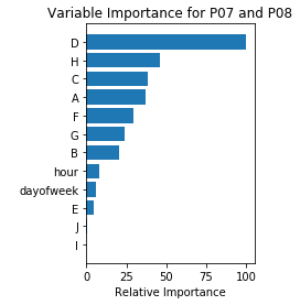 Variable Importance for P07 and P08
D
H
C
A
F
G
B
hour
dayofweek
E
J
I
0 25 50 75 100
Relative Importance